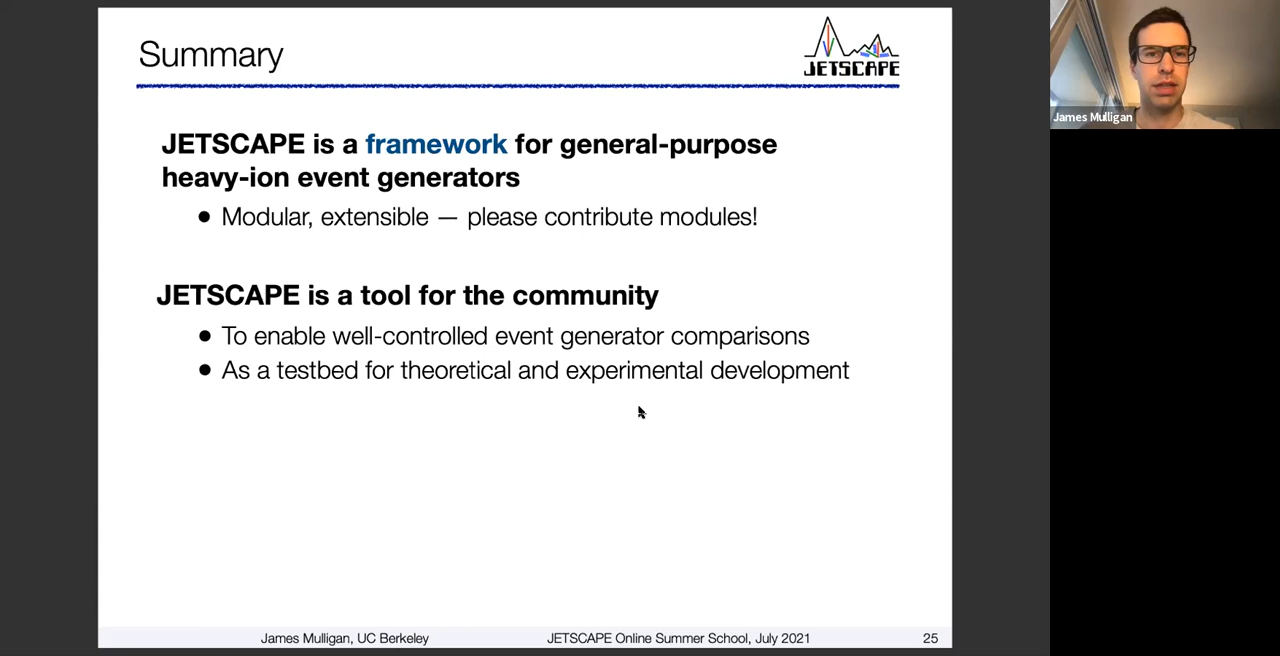 Summary
JETSCAPE
JETSCAPE is a framework for general-purpose
heavy-ion event generators
● Modular, extensible — please contribute modules!
JETSCAPE is a tool for the community
● To enable well-controlled event generator comparisons
● As a testbed for theoretical and experimental development
James Mulligan, UC Berkeley
JETSCAPE Online Summer School, July 2021
25
James Mulligan